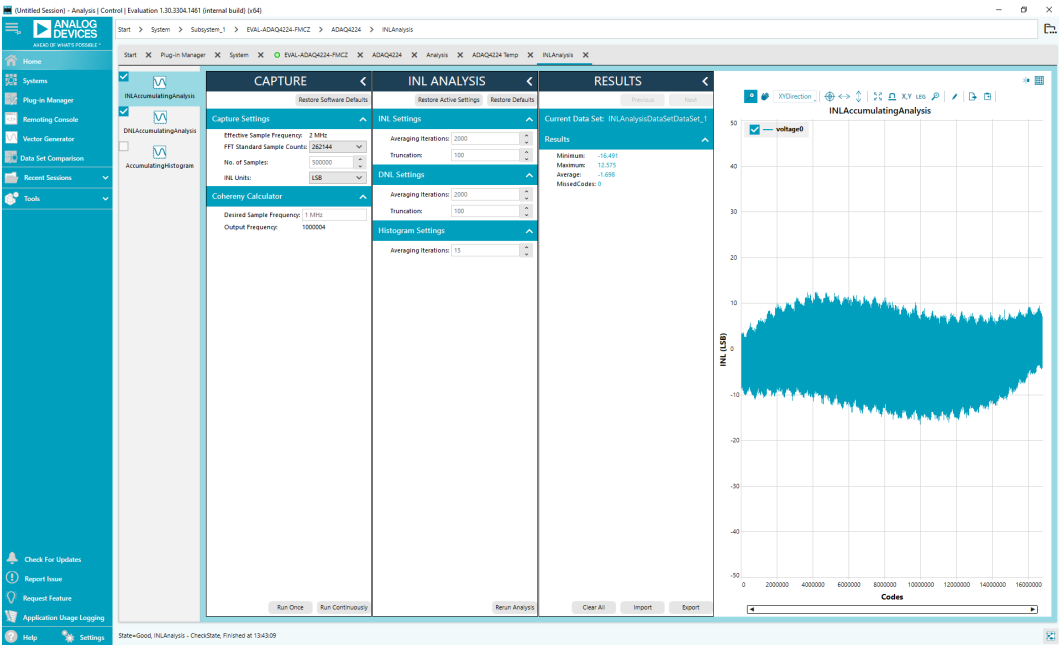 (Untitled Session) - Analysis | Control | Evaluation 1.30.3304.1461 (internal build) (x64)
ANALOG
DEVICES
AHEAD OF WHAT'S POSSIBLE™
Start > System > Subsystem_1 > EVAL-ADAQ4224-FMCZ > ADAQ4224 > INLAnalysis
Start Plug-in Manager System EVAL-ADAQ4224-FMCZ ADAQ4224 Analysis ADAQ4224 Temp INLAnalysis
Home
Systems
Plug-in Manager
Remoting Console
Vector Generator
Data Set Comparison
Recent Sessions
Tools
Check For Updates
Report Issue
Request Feature
Application Usage Logging
Help Settings
INLAccumulatingAnalysis
DNLAccumulatingAnalysis
AccumulatingHistogram
CAPTURE
Restore Software Defaults
Capture Settings
Effective Sample Frequency: 2 MHz
FFT Standard Sample Counts: 262144
No. of Samples: 500000
INL Units: LSB
Cohereny Calculator
Desired Sample Frequency: 1 MHz
Output Frequency: 1000004
Run Once Run Continuously
INL ANALYSIS
Restore Active Settings Restore Defaults
INL Settings
Averaging Iterations: 2000
Truncation: 100
DNL Settings
Averaging Iterations: 2000
Truncation: 100
Histogram Settings
Averaging Iterations: 15
Rerun Analysis
RESULTS
Previous Next
Current Data Set: INLAnalysisDataSetDataSet_1
Results
Minimum: -16.491
Maximum: 12.575
Average: -1.698
MissedCodes: 0
Clear All Import Export
XYDirection X,Y LEG
INLAccumulatingAnalysis
voltage0
50
40
30
20
10
0
-10
-20
-30
-40
-50
INL (LSB)
0 2000000 4000000 6000000 8000000 10000000 12000000 14000000 16000000
Codes
State=Good, INLAnalysis - CheckState, Finished at 13:43:09